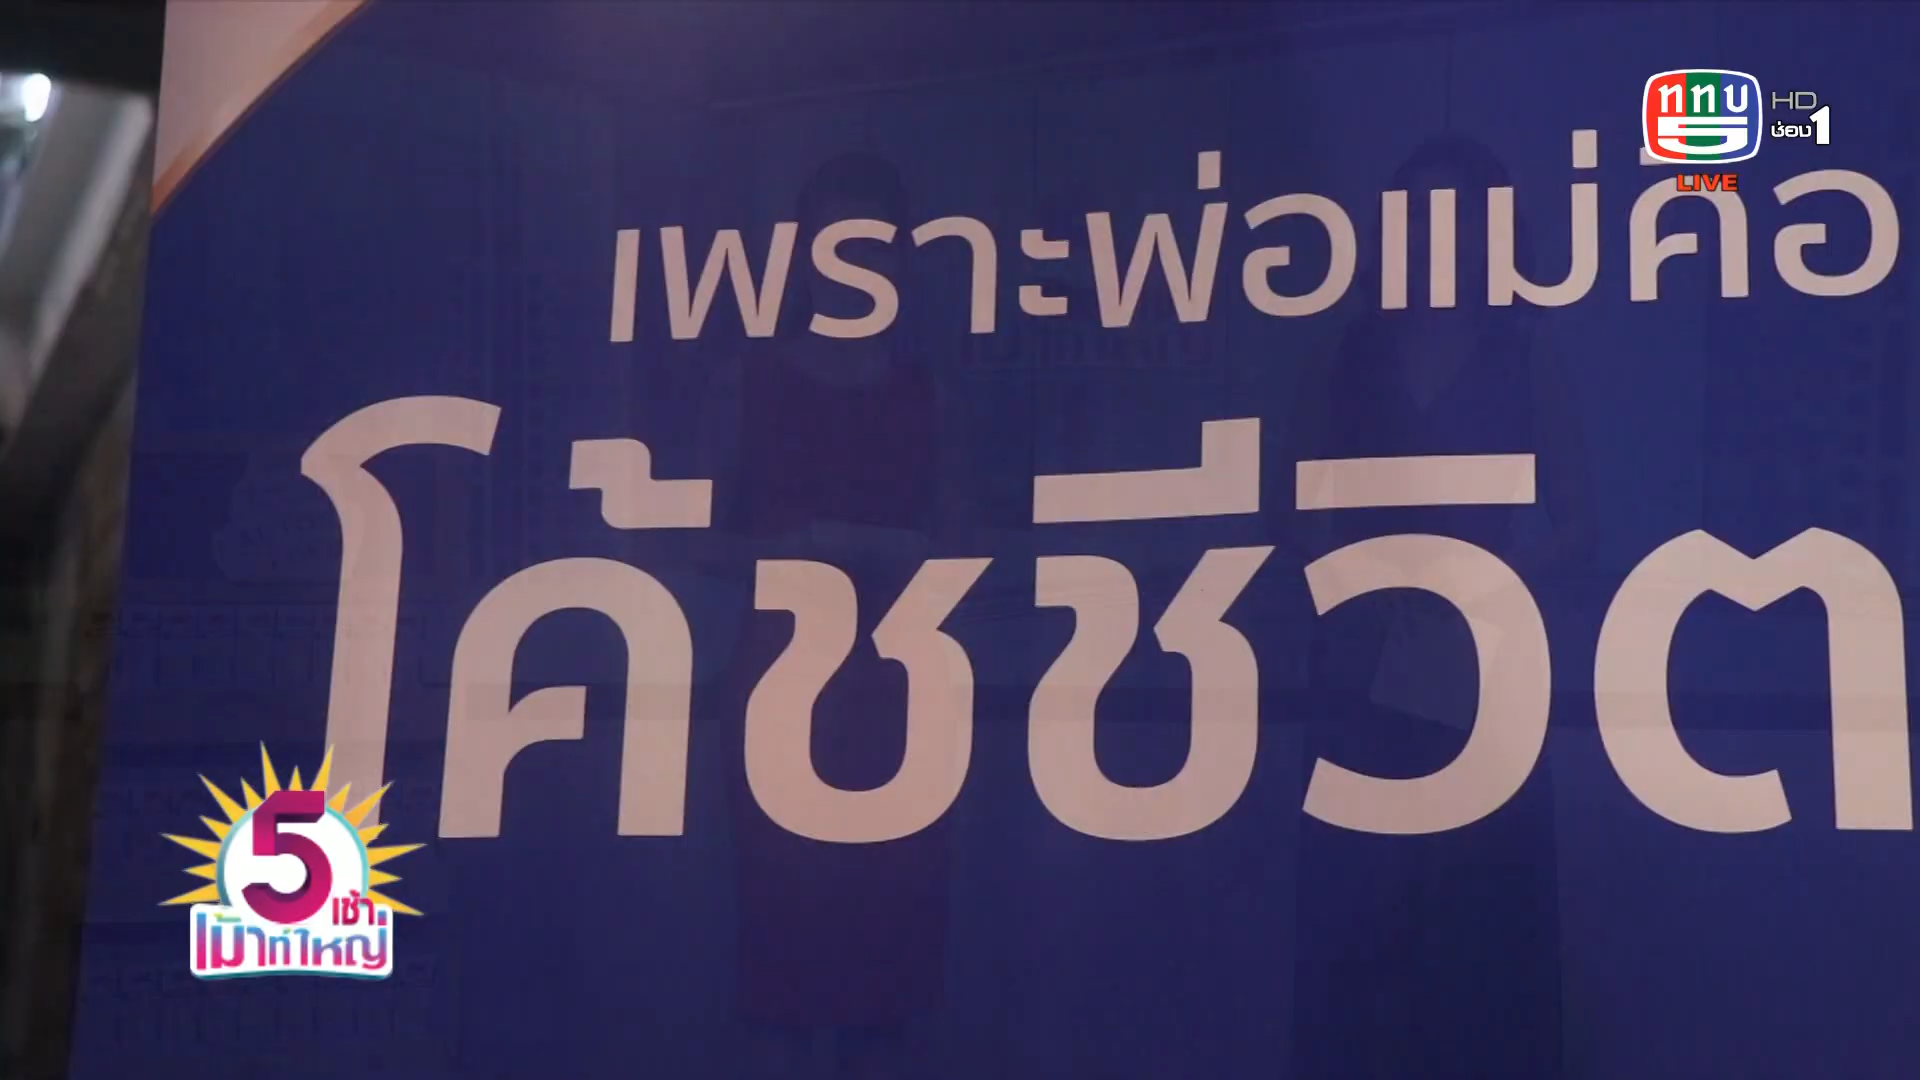 ททบ
5
HD
ช่อง1
LIVE
เพราะพ่อแม่คือ
โค้ชชีวิต
5
เช้า
เม้าท์ใหญ่